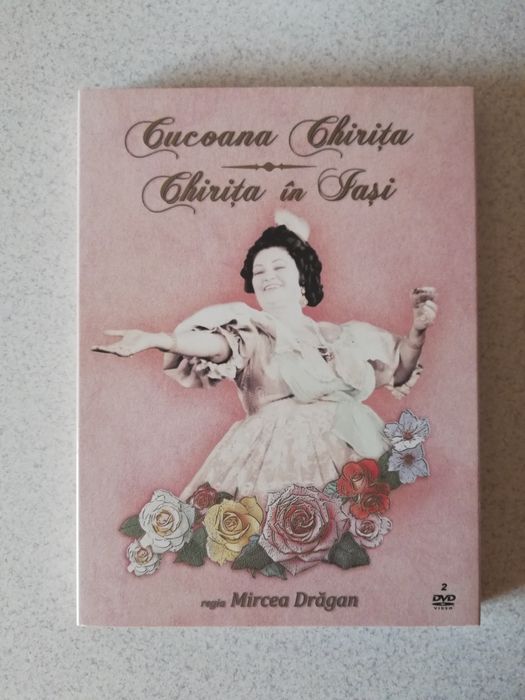 Cucoana Chirița
Chirița în Iași
regia Mircea Drăgan
2
DVD
VIDEO